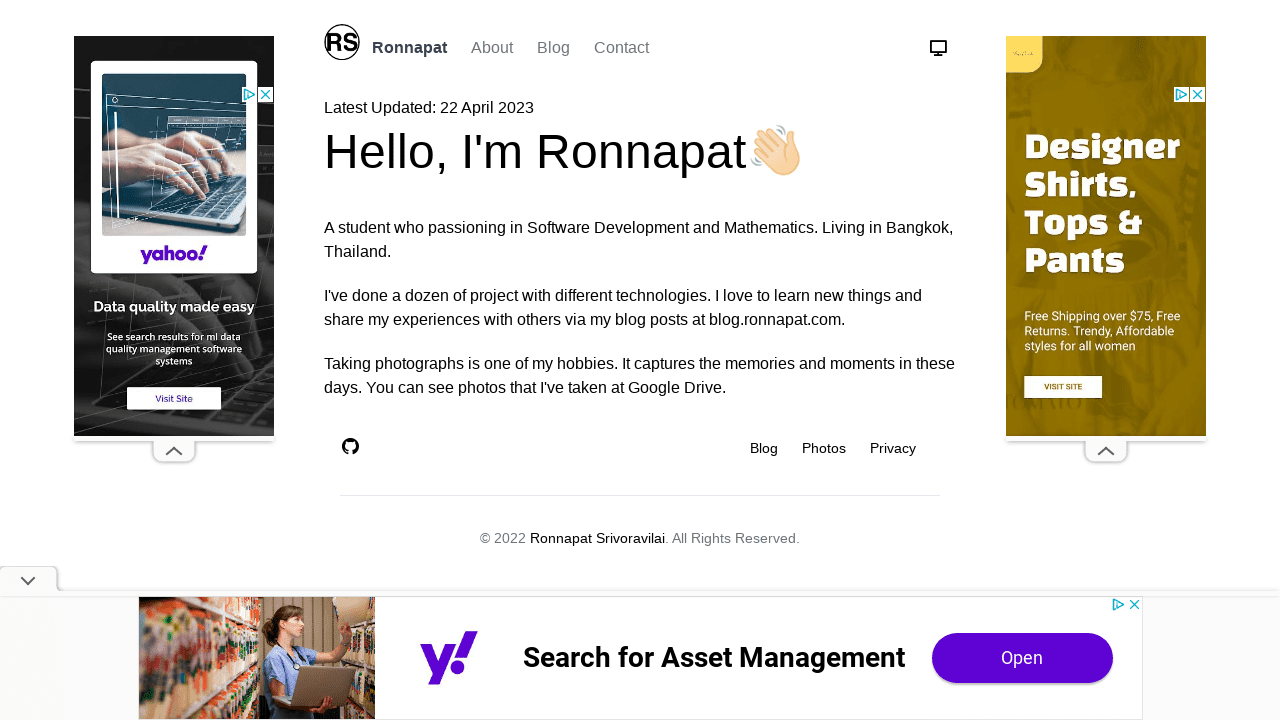 RS
Ronnapat
About
Blog
Contact
Latest Updated: 22 April 2023
Hello, I'm Ronnapat👋🏼
A student who passioning in Software Development and Mathematics. Living in Bangkok,
Thailand.
I've done a dozen of project with different technologies. I love to learn new things and
share my experiences with others via my blog posts at blog.ronnapat.com.
Taking photographs is one of my hobbies. It captures the memories and moments in these
days. You can see photos that I've taken at Google Drive.
Blog
Photos
Privacy
© 2022 Ronnapat Srivoravilai. All Rights Reserved.
yahoo!
Data quality made easy
See search results for ml data
quality management software
systems
Visit Site
Designer
Shirts,
Tops &
Pants
Free Shipping over $75, Free
Returns. Trendy, Affordable
styles for all women
VISIT SITE
y!
Search for Asset Management
Open